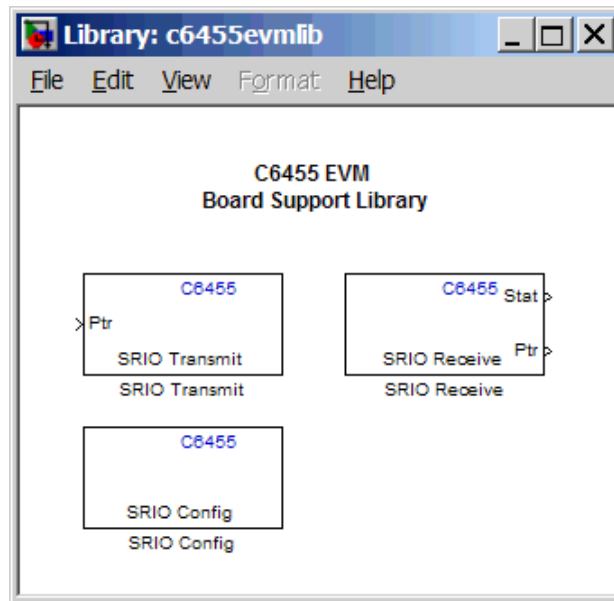 Library: c6455evmlib
File Edit View Format Help
C6455 EVM
Board Support Library
C6455
Ptr
SRIO Transmit
SRIO Transmit
C6455
Stat
Ptr
SRIO Receive
SRIO Receive
C6455
SRIO Config
SRIO Config